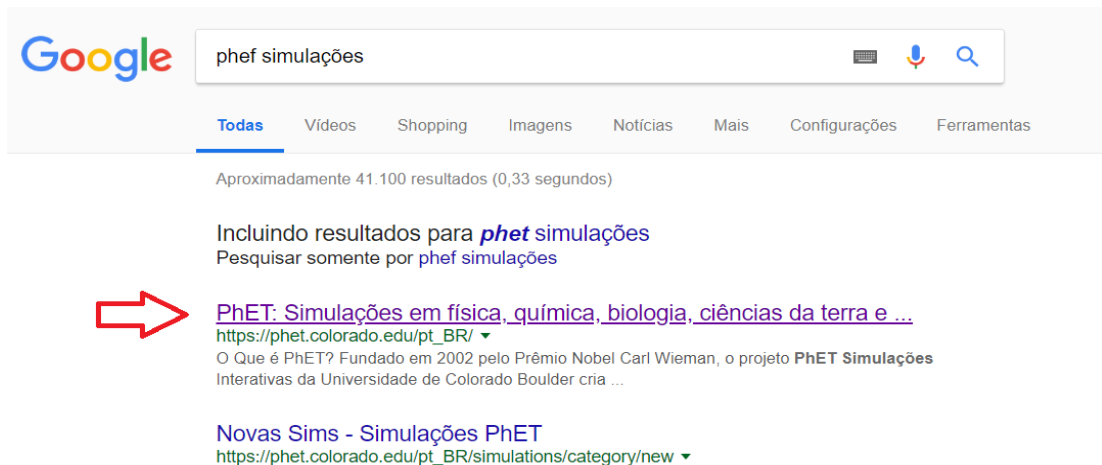 Google
phef simulações
Todas Vídeos Shopping Imagens Notícias Mais Configurações Ferramentas
Aproximadamente 41.100 resultados (0,33 segundos)
Incluindo resultados para phet simulações
Pesquisar somente por phef simulações
PhET: Simulações em física, química, biologia, ciências da terra e ...
https://phet.colorado.edu/pt_BR/
O Que é PhET? Fundado em 2002 pelo Prêmio Nobel Carl Wieman, o projeto PhET Simulações
Interativas da Universidade de Colorado Boulder cria ...
Novas Sims - Simulações PhET
https://phet.colorado.edu/pt_BR/simulations/category/new